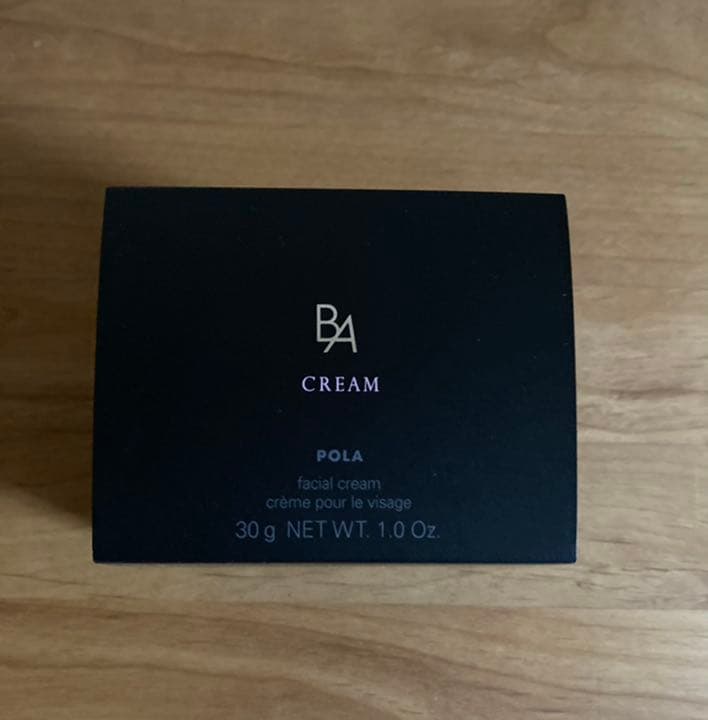 BA
CREAM
POLA
facial cream
crème pour le visage
30 g NET WT. 1.0 Oz.